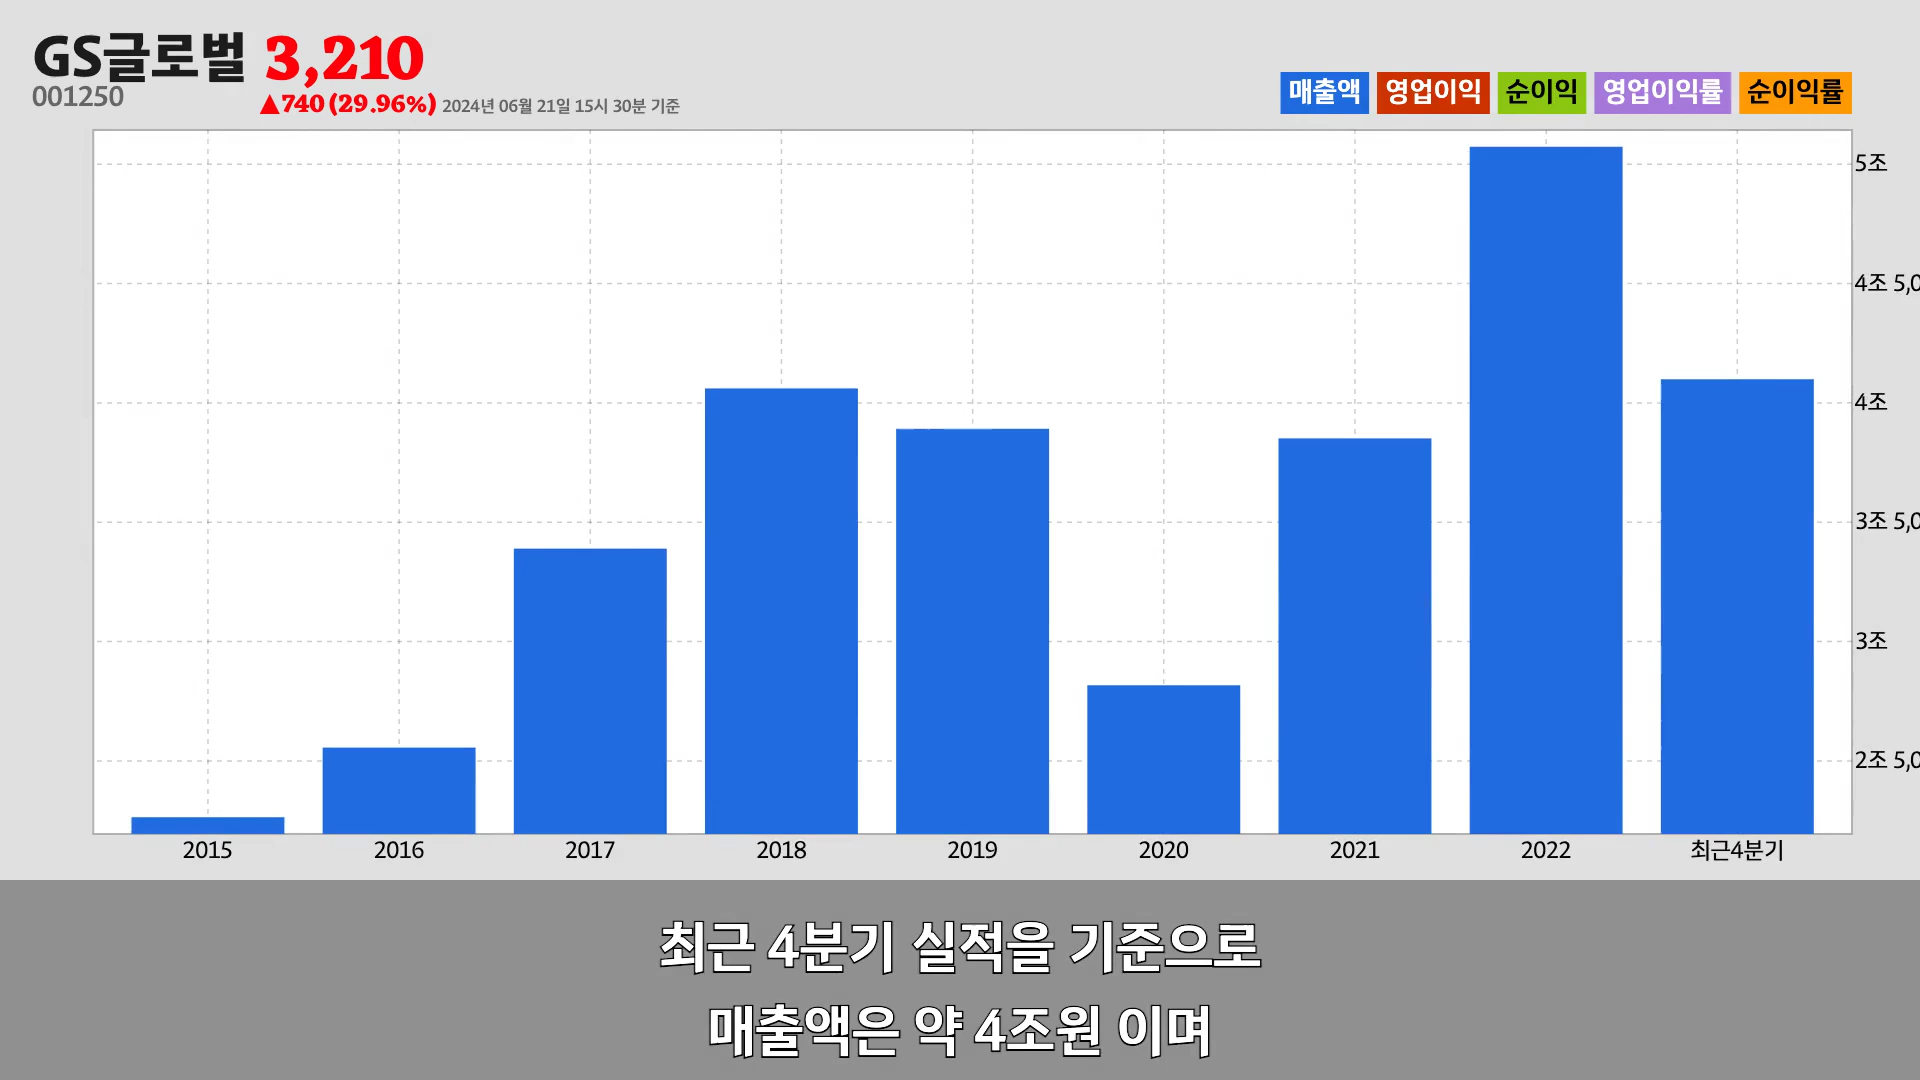 GS글로벌 3,210
001250
▲740 (29.96%) 2024년 06월 21일 15시 30분 기준
매출액 영업이익 순이익 영업이익률 순이익률
5조
4조 5,0
4조
3조 5,0
3조
2조 5,0
2015 2016 2017 2018 2019 2020 2021 2022 최근4분기
최근 4분기 실적을 기준으로
매출액은 약 4조원 이며